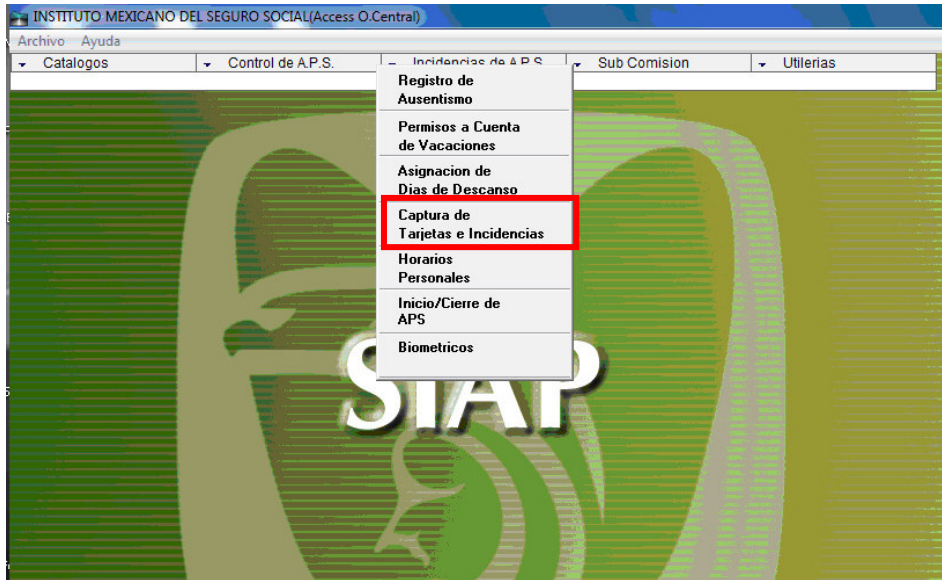 INSTITUTO MEXICANO DEL SEGURO SOCIAL(Access O.Central)
Archivo Ayuda
Catalogos Control de A.P.S. Incidencias de A.P.S. Sub Comision Utilerias
Registro de
Ausentismo
Permisos a Cuenta
de Vacaciones
Asignacion de
Dias de Descanso
Captura de
Tarjetas e Incidencias
Horarios
Personales
Inicio/Cierre de
APS
Biometricos
SIAP